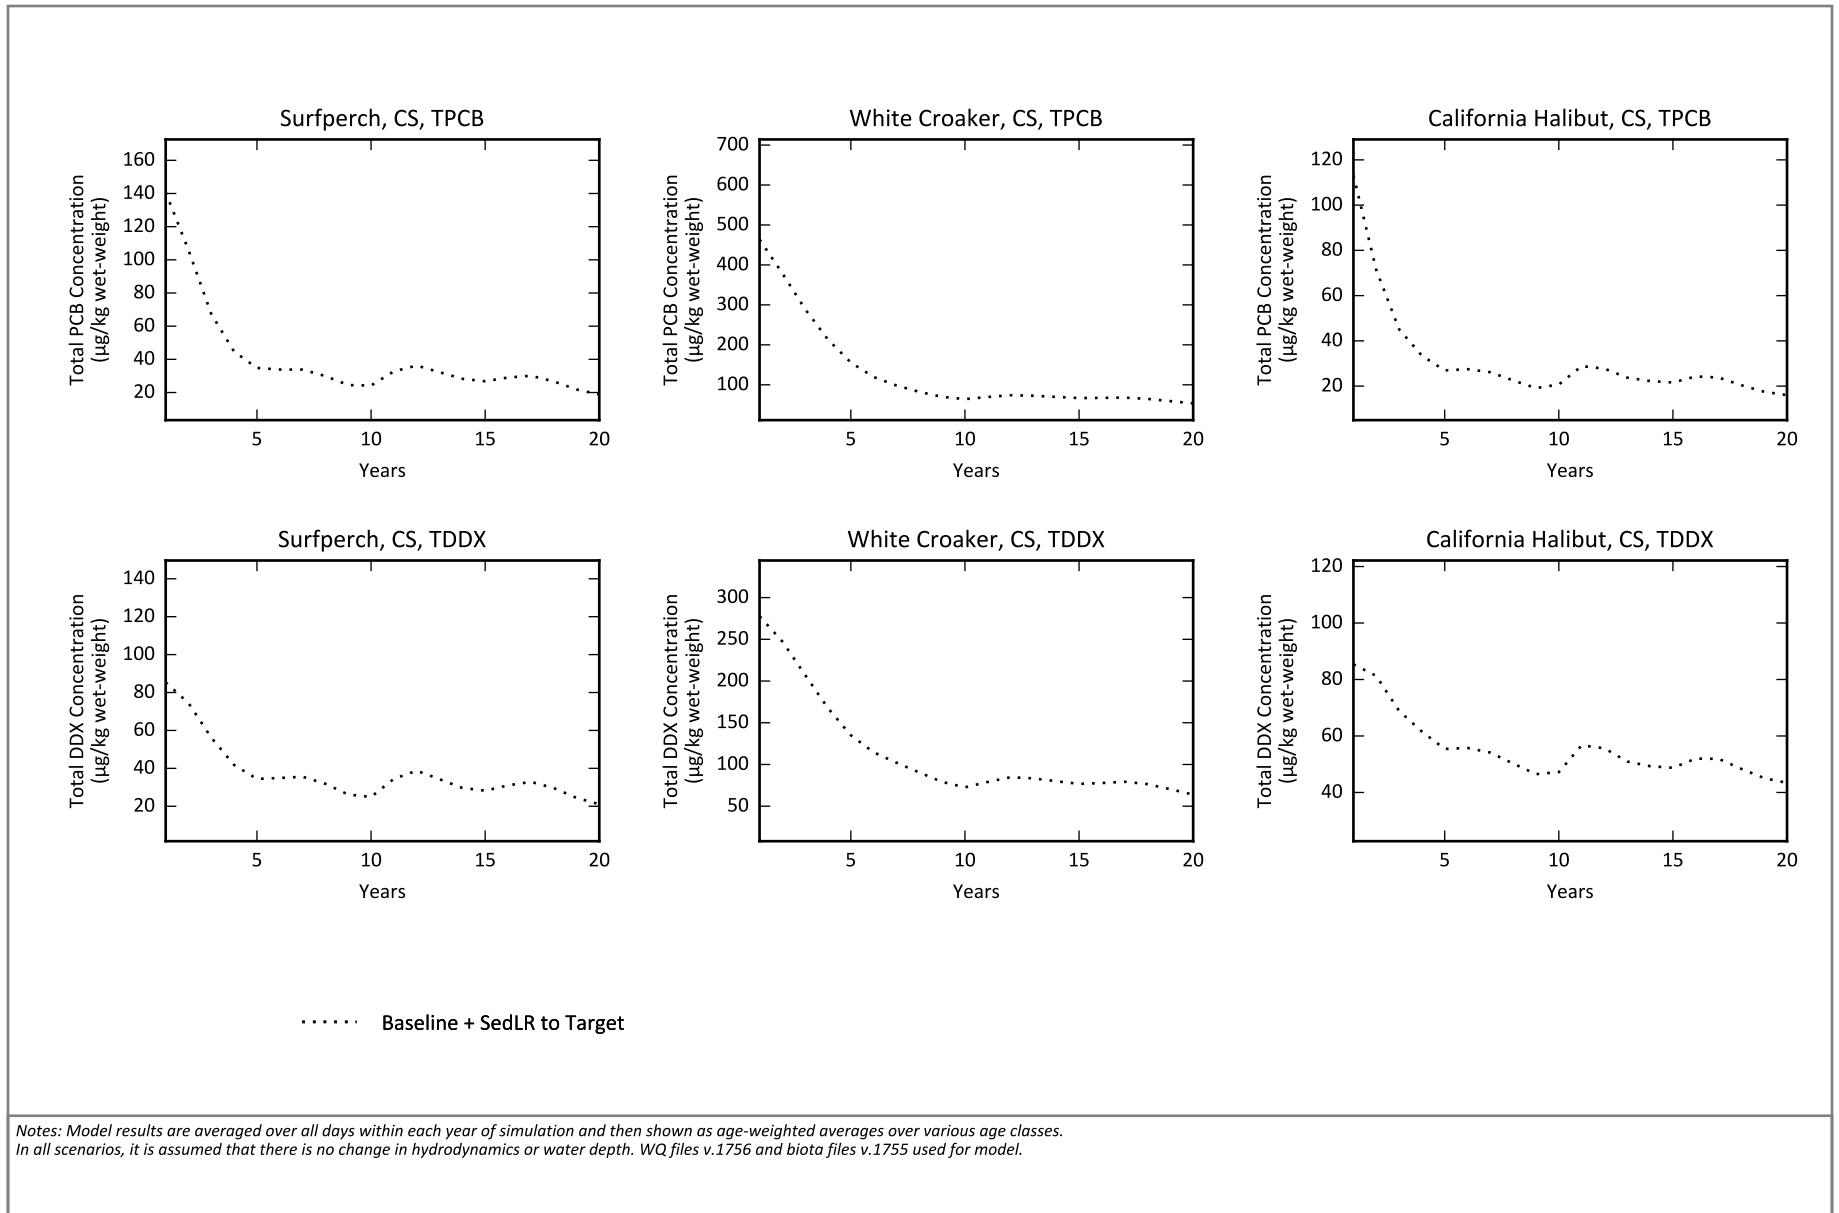 Surfperch, CS, TPCB
Total PCB Concentration
(µg/kg wet-weight)
160
140
120
100
80
60
40
20
5 10 15 20
Years
White Croaker, CS, TPCB
Total PCB Concentration
(µg/kg wet-weight)
700
600
500
400
300
200
100
5 10 15 20
Years
California Halibut, CS, TPCB
Total PCB Concentration
(µg/kg wet-weight)
120
100
80
60
40
20
5 10 15 20
Years
Surfperch, CS, TDDX
Total DDX Concentration
(µg/kg wet-weight)
140
120
100
80
60
40
20
5 10 15 20
Years
White Croaker, CS, TDDX
Total DDX Concentration
(µg/kg wet-weight)
300
250
200
150
100
50
5 10 15 20
Years
California Halibut, CS, TDDX
Total DDX Concentration
(µg/kg wet-weight)
120
100
80
60
40
5 10 15 20
Years
Baseline + SedLR to Target
Notes: Model results are averaged over all days within each year of simulation and then shown as age-weighted averages over various age classes.
In all scenarios, it is assumed that there is no change in hydrodynamics or water depth. WQ files v.1756 and biota files v.1755 used for model.